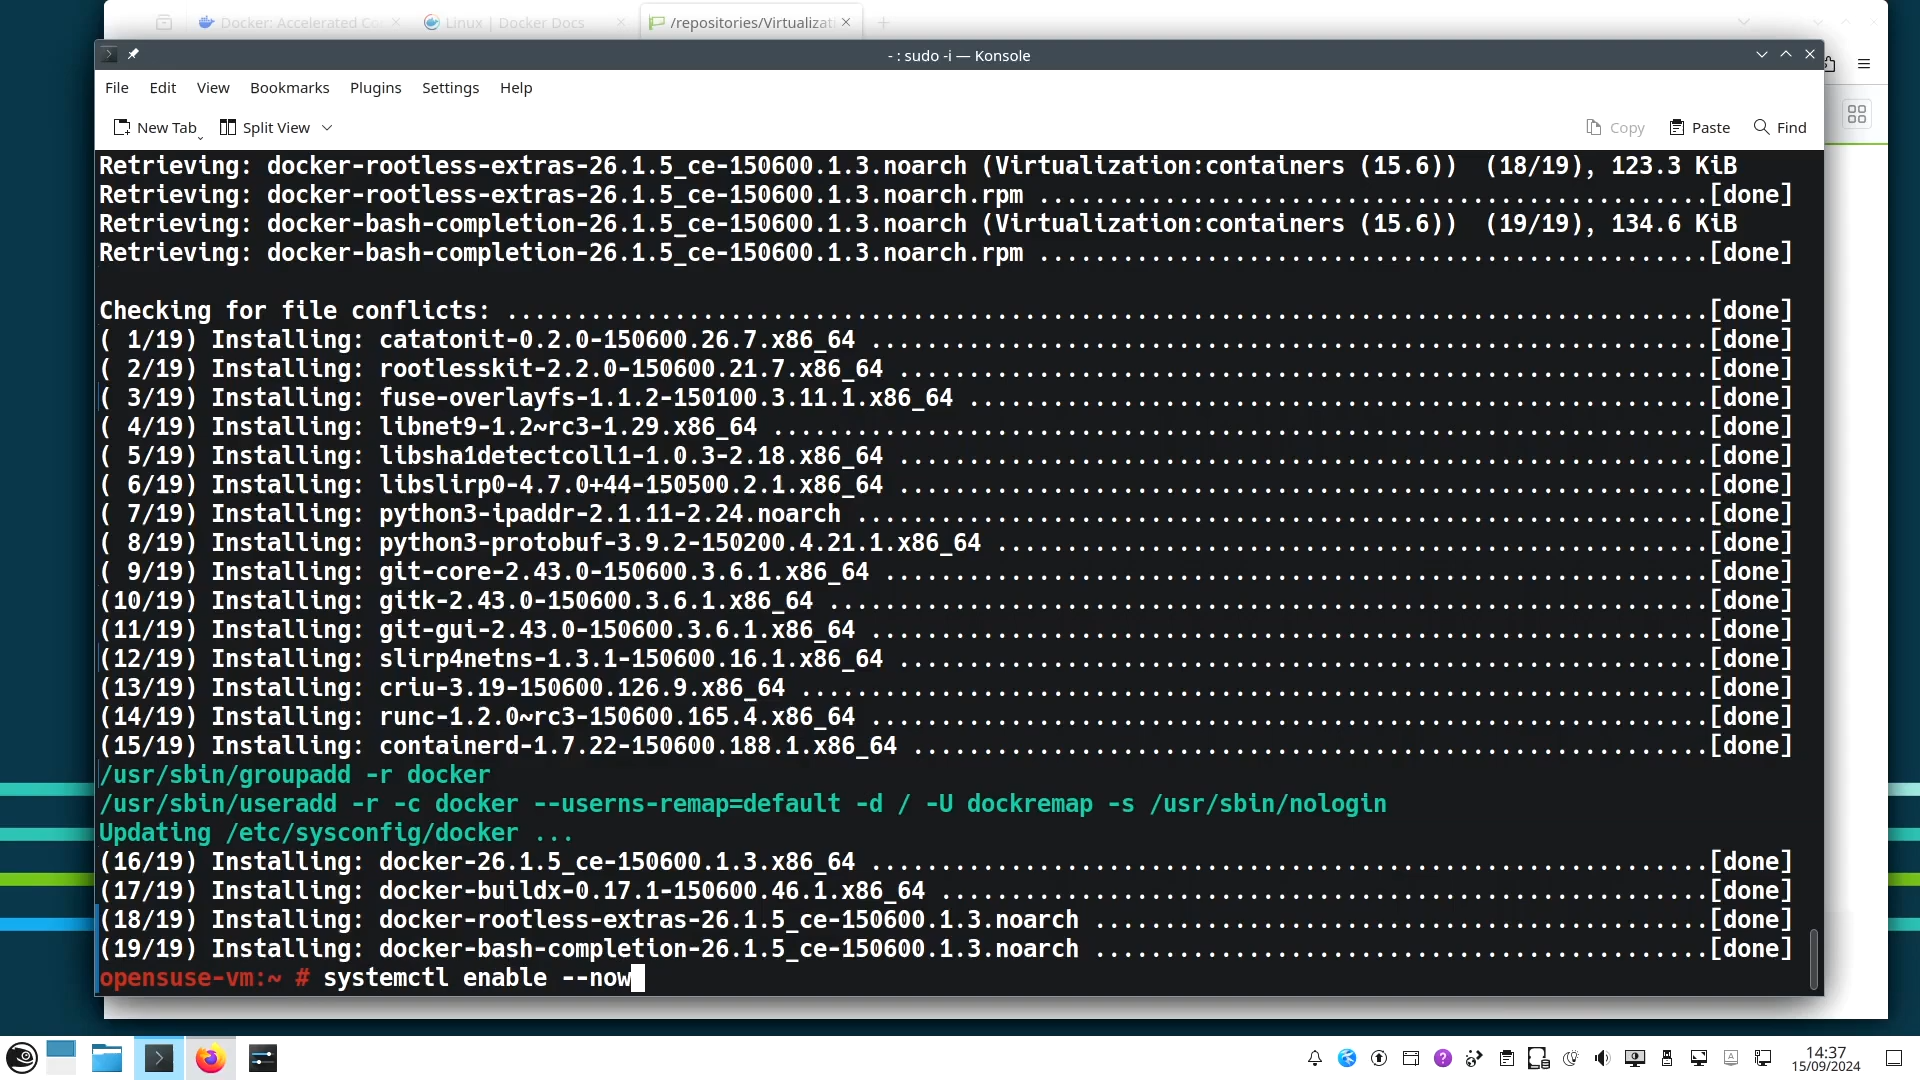 Docker: Accelerated Co
Linux | Docker Docs
/repositories/Virtualizati
- : sudo -i — Konsole
File Edit View Bookmarks Plugins Settings Help
New Tab Split View Copy Paste Find
Retrieving: docker-rootless-extras-26.1.5_ce-150600.1.3.noarch (Virtualization:containers (15.6))  (18/19), 123.3 KiB
Retrieving: docker-rootless-extras-26.1.5_ce-150600.1.3.noarch.rpm ................................................[done]
Retrieving: docker-bash-completion-26.1.5_ce-150600.1.3.noarch (Virtualization:containers (15.6))  (19/19), 134.6 KiB
Retrieving: docker-bash-completion-26.1.5_ce-150600.1.3.noarch.rpm ................................................[done]
Checking for file conflicts: ......................................................................................[done]
( 1/19) Installing: catatonit-0.2.0-150600.26.7.x86_64 ............................................................[done]
( 2/19) Installing: rootlesskit-2.2.0-150600.21.7.x86_64 ..........................................................[done]
( 3/19) Installing: fuse-overlayfs-1.1.2-150100.3.11.1.x86_64 .....................................................[done]
( 4/19) Installing: libnet9-1.2~rc3-1.29.x86_64 ...................................................................[done]
( 5/19) Installing: libsha1detectcoll1-1.0.3-2.18.x86_64 ..........................................................[done]
( 6/19) Installing: libslirp0-4.7.0+44-150500.2.1.x86_64 ..........................................................[done]
( 7/19) Installing: python3-ipaddr-2.1.11-2.24.noarch .............................................................[done]
( 8/19) Installing: python3-protobuf-3.9.2-150200.4.21.1.x86_64 ...................................................[done]
( 9/19) Installing: git-core-2.43.0-150600.3.6.1.x86_64 ...........................................................[done]
(10/19) Installing: gitk-2.43.0-150600.3.6.1.x86_64 ...............................................................[done]
(11/19) Installing: git-gui-2.43.0-150600.3.6.1.x86_64 ............................................................[done]
(12/19) Installing: slirp4netns-1.3.1-150600.16.1.x86_64 ..........................................................[done]
(13/19) Installing: criu-3.19-150600.126.9.x86_64 .................................................................[done]
(14/19) Installing: runc-1.2.0~rc3-150600.165.4.x86_64 ............................................................[done]
(15/19) Installing: containerd-1.7.22-150600.188.1.x86_64 .........................................................[done]
/usr/sbin/groupadd -r docker
/usr/sbin/useradd -r -c docker --userns-remap=default -d / -U dockremap -s /usr/sbin/nologin
Updating /etc/sysconfig/docker ...
(16/19) Installing: docker-26.1.5_ce-150600.1.3.x86_64 ............................................................[done]
(17/19) Installing: docker-buildx-0.17.1-150600.46.1.x86_64 .......................................................[done]
(18/19) Installing: docker-rootless-extras-26.1.5_ce-150600.1.3.noarch ............................................[done]
(19/19) Installing: docker-bash-completion-26.1.5_ce-150600.1.3.noarch ............................................[done]
opensuse-vm:~ # systemctl enable --now
14:37
15/09/2024